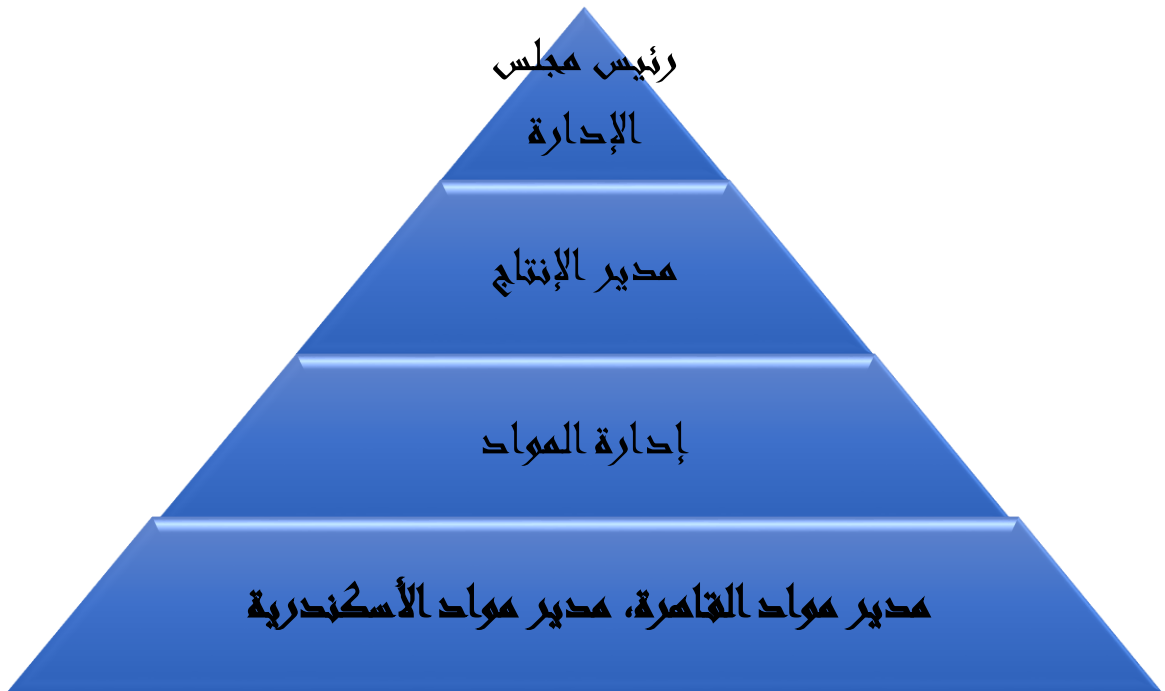 رئيس مجلس
الإدارة
مدير الإنتاج
إدارة المواد
مدير مواد القاهرة، مدير مواد الأسكندرية